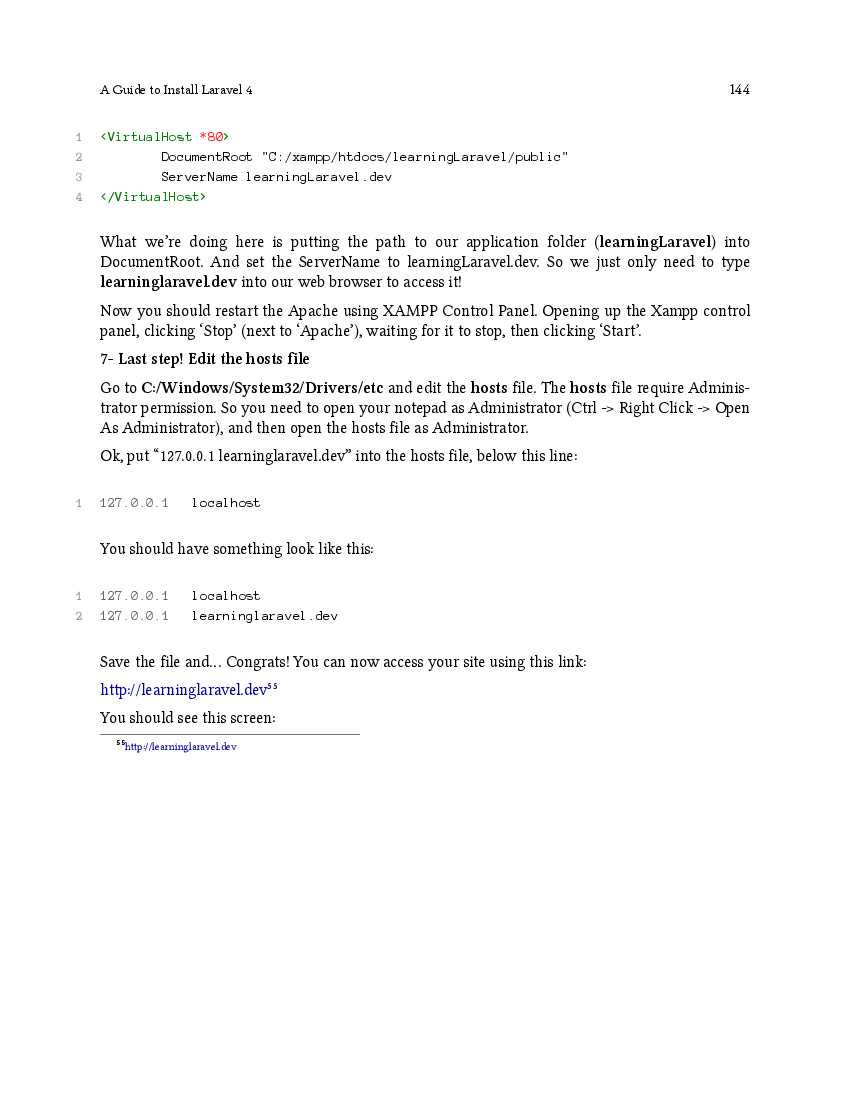 A Guide to Install Laravel 4 144
1 <VirtualHost *80>
2 DocumentRoot "C:/xampp/htdocs/learningLaravel/public"
3 ServerName learningLaravel.dev
4 </VirtualHost>
What we're doing here is putting the path to our application folder (learningLaravel) into
DocumentRoot. And set the ServerName to learningLaravel.dev. So we just only need to type
learninglaravel.dev into our web browser to access it!
Now you should restart the Apache using XAMPP Control Panel. Opening up the Xampp control
panel, clicking ‘Stop’ (next to ‘Apache’), waiting for it to stop, then clicking ‘Start’.
7- Last step! Edit the hosts file
Go to C:/Windows/System32/Drivers/etc and edit the hosts file. The hosts file require Adminis-
trator permission. So you need to open your notepad as Administrator (Ctrl -> Right Click -> Open
As Administrator), and then open the hosts file as Administrator.
Ok, put “127.0.0.1 learninglaravel.dev” into the hosts file, below this line:
1 127.0.0.1 localhost
You should have something look like this:
1 127.0.0.1 localhost
2 127.0.0.1 learninglaravel.dev
Save the file and... Congrats! You can now access your site using this link:
http://learninglaravel.dev⁵⁵
You should see this screen:
⁵⁵http://learninglaravel.dev